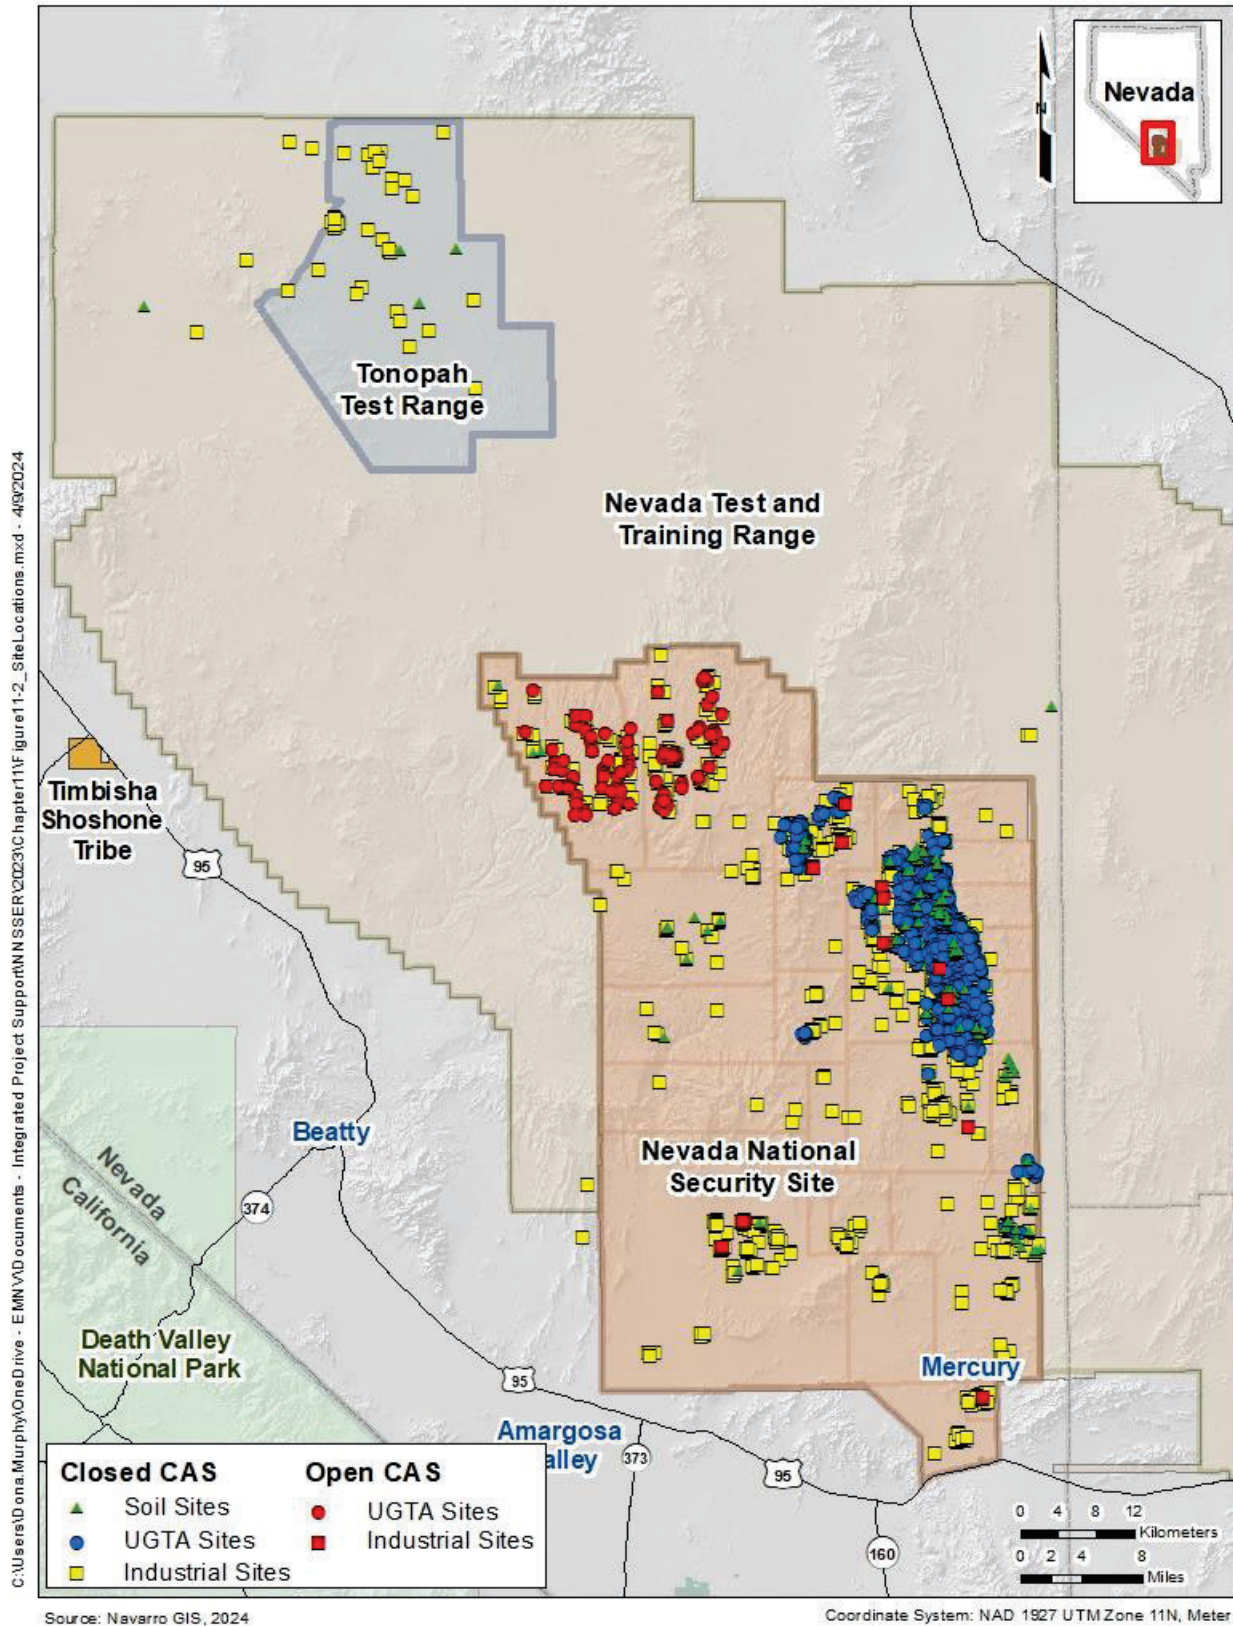 C:\Users\Dona.Murphy\OneDrive - EMNV\Documents - Integrated Project Support\NNSSER\2023\Chapter11\Figure11-2_SiteLocations.mxd - 4/9/2024
N
Nevada
Tonopah
Test Range
Nevada Test and
Training Range
Timbisha
Shoshone
Tribe
95
Beatty
Nevada
California
374
Nevada National
Security Site
Death Valley
National Park
95
Mercury
Amargosa
alley
373
95
160
Closed CAS
Soil Sites
UGTA Sites
Industrial Sites
Open CAS
UGTA Sites
Industrial Sites
0 4 8 12
Kilometers
0 2 4 8
Miles
Source: Navarro GIS, 2024
Coordinate System: NAD 1927 UTM Zone 11N, Meter